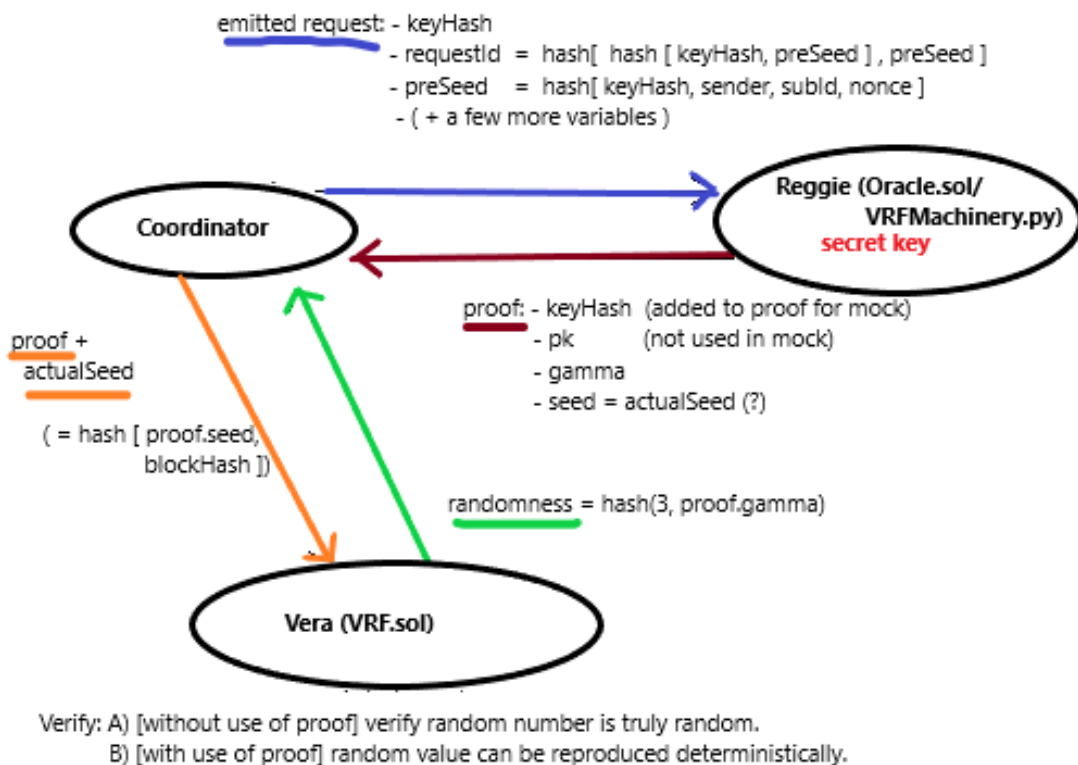 emitted request: - keyHash
- requestId = hash[ hash [ keyHash, preSeed ] , preSeed ]
- preSeed = hash[ keyHash, sender, subId, nonce ]
- ( + a few more variables )
Coordinator
Reggie (Oracle.sol/
VRFMachinery.py)
secret key
proof: - keyHash (added to proof for mock)
- pk (not used in mock)
- gamma
- seed = actualSeed (?)
proof +
actualSeed
( = hash [ proof.seed,
blockHash ])
randomness = hash(3, proof.gamma)
Vera (VRF.sol)
Verify: A) [without use of proof] verify random number is truly random.
B) [with use of proof] random value can be reproduced deterministically.